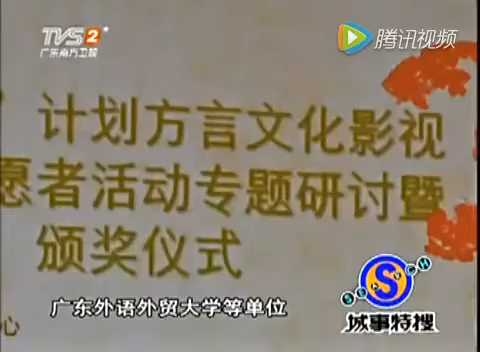 TVS2
广东南方卫视
腾讯视频
计划方言文化影视
愿者活动专题研讨暨
颁奖仪式
广东外语外贸大学等单位
心
SEARCH
城事特搜